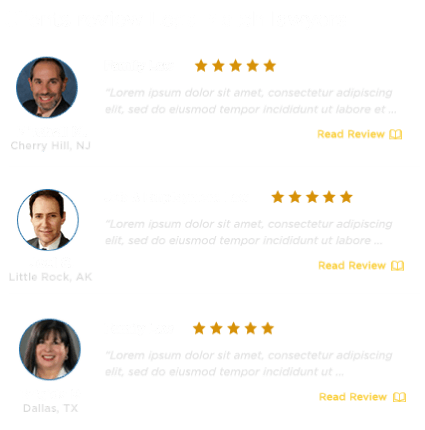 "Lorem ipsum dolor sit amet, consectetur adipiscing
elit, sed do eiusmod tempor incididunt ut labore et ...
Read Review
Cherry Hill, NJ
"Lorem ipsum dolor sit amet, consectetur adipiscing
elit, sed do eiusmod tempor incididunt ut labore ...
Read Review
Little Rock, AK
"Lorem ipsum dolor sit amet, consectetur adipiscing
elit, sed do eiusmod tempor incididunt ut ...
Read Review
Dallas, TX